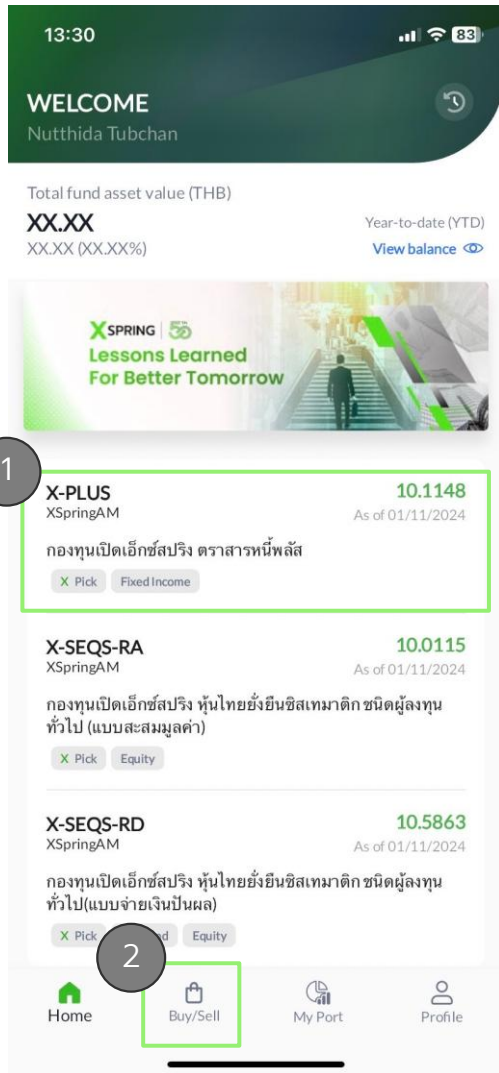 13:30
83
WELCOME
Nutthida Tubchan
Total fund asset value (THB)
XX.XX
Year-to-date (YTD)
XX.XX (XX.XX%)
View balance
XSPRING
Lessons Learned
For Better Tomorrow
1
X-PLUS
10.1148
XSpringAM
As of 01/11/2024
กองทุนเปิดเอ็กซ์สปริง ตราสารหนี้พลัส
X Pick Fixed Income
X-SEQS-RA
10.0115
XSpringAM
As of 01/11/2024
กองทุนเปิดเอ็กซ์สปริง หุ้นไทยยั่งยืนซิสเทมาติก ชนิดผู้ลงทุน
ทั่วไป (แบบสะสมมูลค่า)
X Pick Equity
X-SEQS-RD
10.5863
XSpringAM
As of 01/11/2024
กองทุนเปิดเอ็กซ์สปริง หุ้นไทยยั่งยืนซิสเทมาติก ชนิดผู้ลงทุน
ทั่วไป(แบบจ่ายเงินปันผล)
X Pick Equity
2
Home Buy/Sell My Port Profile